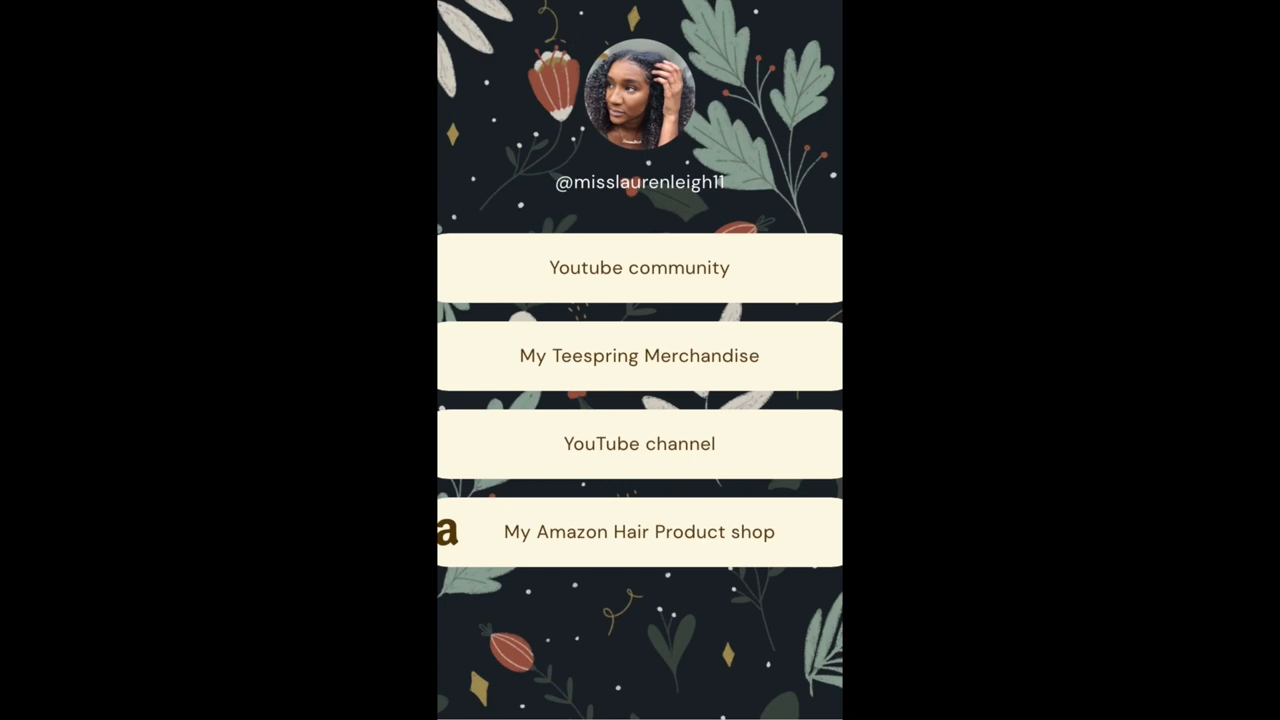 @misslaurenleigh11
Youtube community
My Teespring Merchandise
YouTube channel
a
My Amazon Hair Product shop